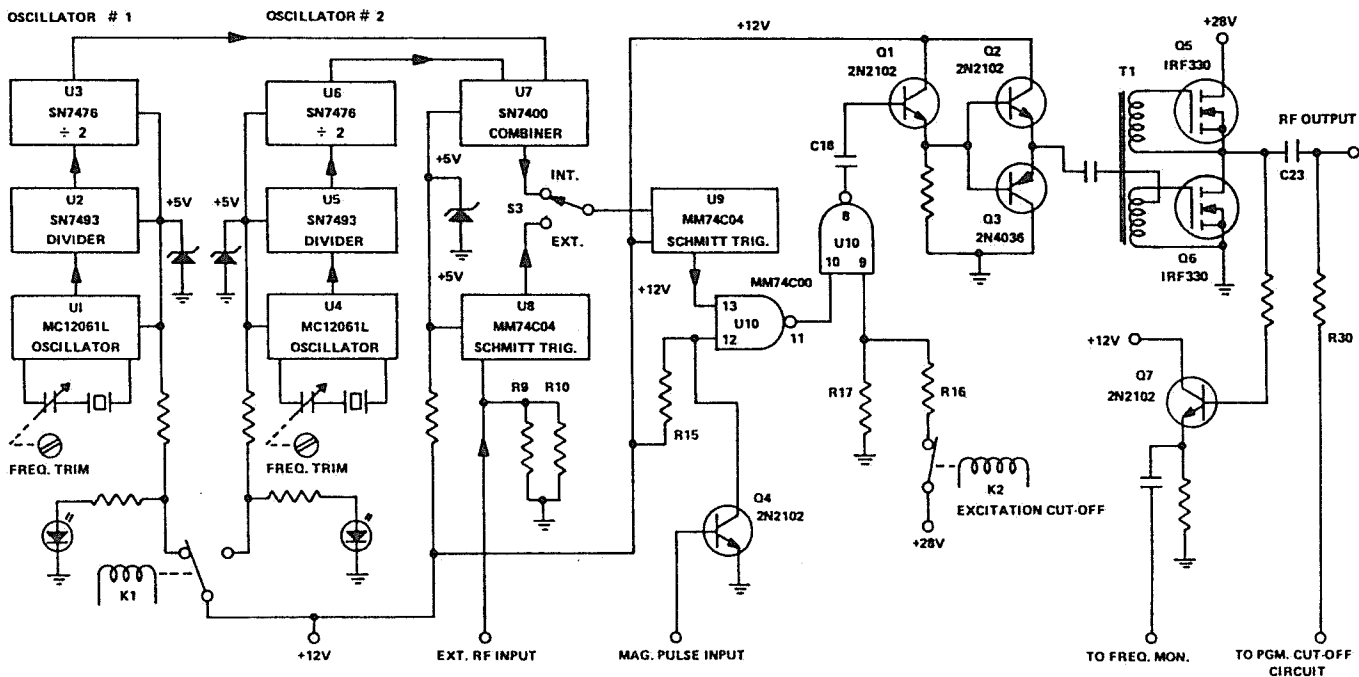 OSCILLATOR # 1
OSCILLATOR # 2
U3
SN7476
÷ 2
U6
SN7476
÷ 2
U7
SN7400
COMBINER
+12V
Q1
2N2102
Q2
2N2102
+28V
Q5
IRF330
T1
RF OUTPUT
C18
C23
+5V
INT.
S3
EXT.
U2
SN7493
DIVIDER
+5V
+5V
U5
SN7493
DIVIDER
U9
MM74C04
SCHMITT TRIG.
8
U10
10
9
Q3
2N4036
Q6
IRF330
+5V
+12V
MM74C00
U1
MC12061L
OSCILLATOR
U4
MC12061L
OSCILLATOR
U8
MM74C04
SCHMITT TRIG.
13
U10
12
11
R30
+12V
Q7
2N2102
R9
R10
R15
R17
R16
FREQ. TRIM
FREQ. TRIM
Q4
2N2102
K2
EXCITATION CUT-OFF
+28V
K1
+12V
EXT. RF INPUT
MAG. PULSE INPUT
TO FREQ. MON.
TO PGM. CUT-OFF
CIRCUIT